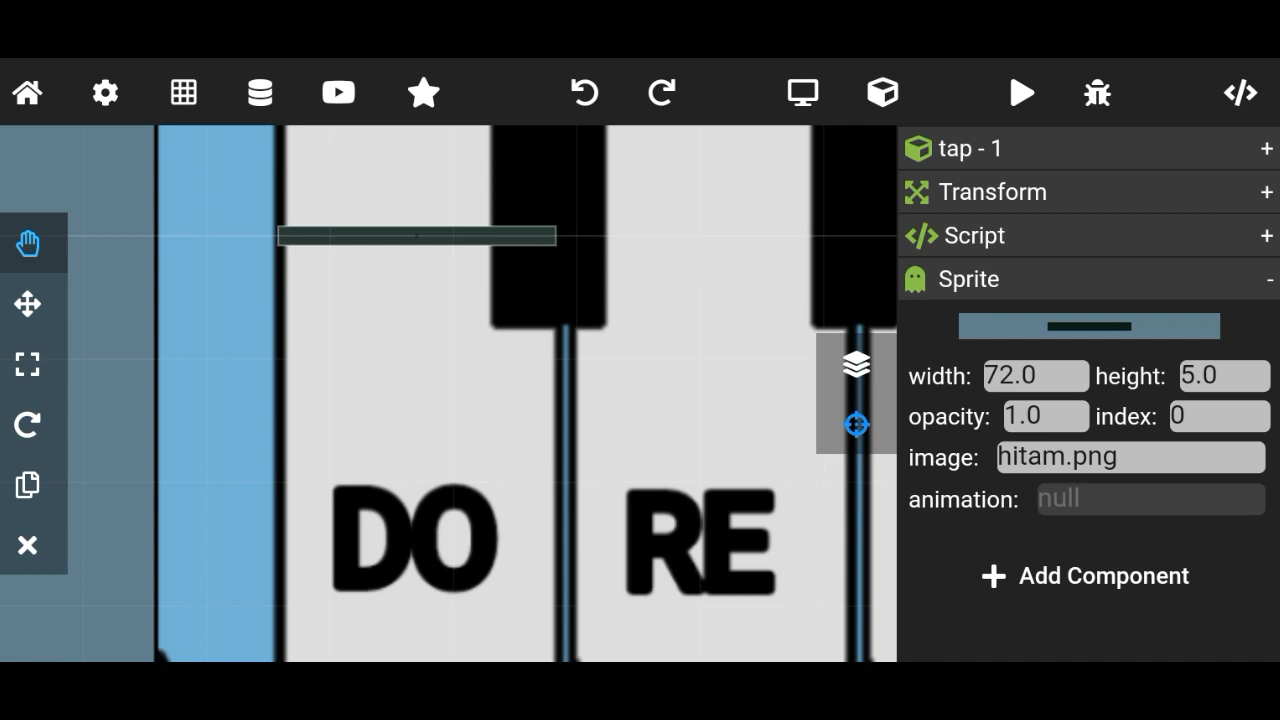 tap - 1 +
Transform +
Script +
Sprite -
width: 72.0 height: 5.0
opacity: 1.0 index: 0
image: hitam.png
animation: null
+ Add Component
DO RE